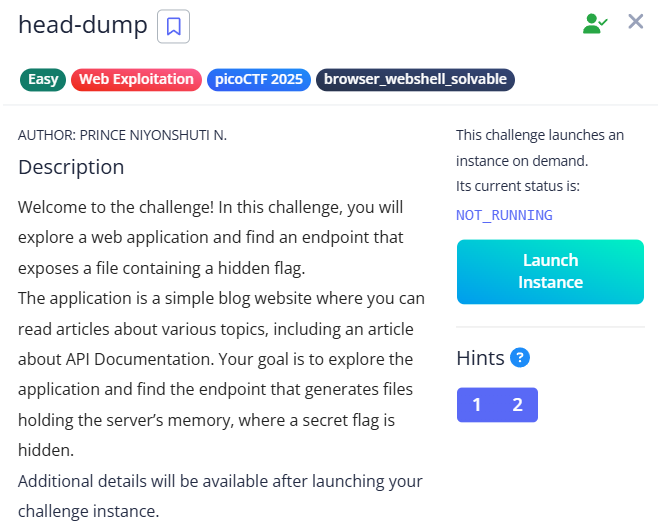 head-dump
Easy Web Exploitation picoCTF 2025 browser_webshell_solvable
AUTHOR: PRINCE NIYONSHUTI N.
Description
Welcome to the challenge! In this challenge, you will
explore a web application and find an endpoint that
exposes a file containing a hidden flag.
The application is a simple blog website where you can
read articles about various topics, including an article
about API Documentation. Your goal is to explore the
application and find the endpoint that generates files
holding the server’s memory, where a secret flag is
hidden.
Additional details will be available after launching your
challenge instance.
This challenge launches an
instance on demand.
Its current status is:
NOT_RUNNING
Launch
Instance
Hints ?
1 2